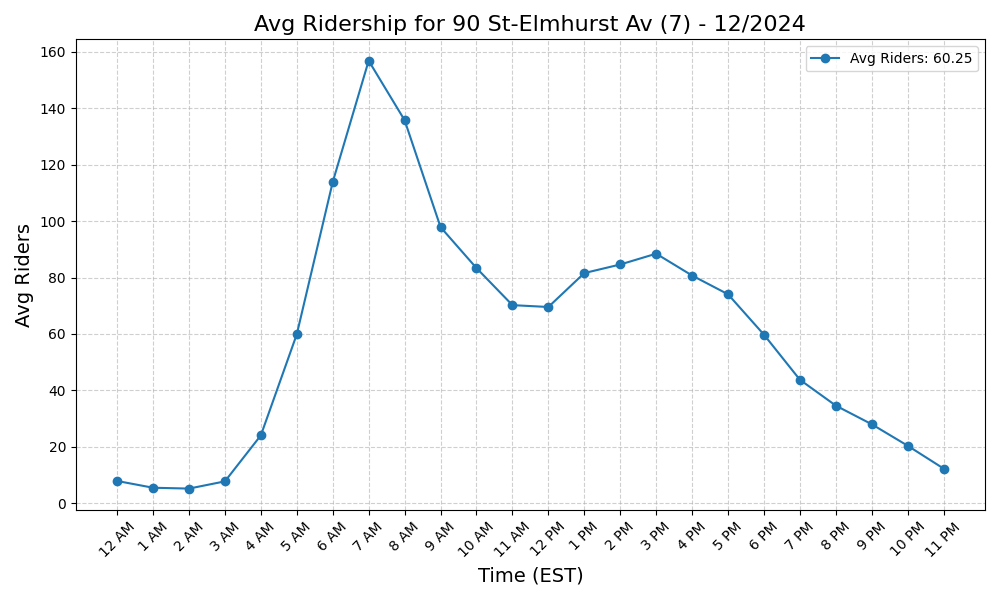 Avg Ridership for 90 St-Elmhurst Av (7) - 12/2024
Avg Riders: 60.25
Avg Riders
160
140
120
100
80
60
40
20
0
12 AM
1 AM
2 AM
3 AM
4 AM
5 AM
6 AM
7 AM
8 AM
9 AM
10 AM
11 AM
12 PM
1 PM
2 PM
3 PM
4 PM
5 PM
6 PM
7 PM
8 PM
9 PM
10 PM
11 PM
Time (EST)